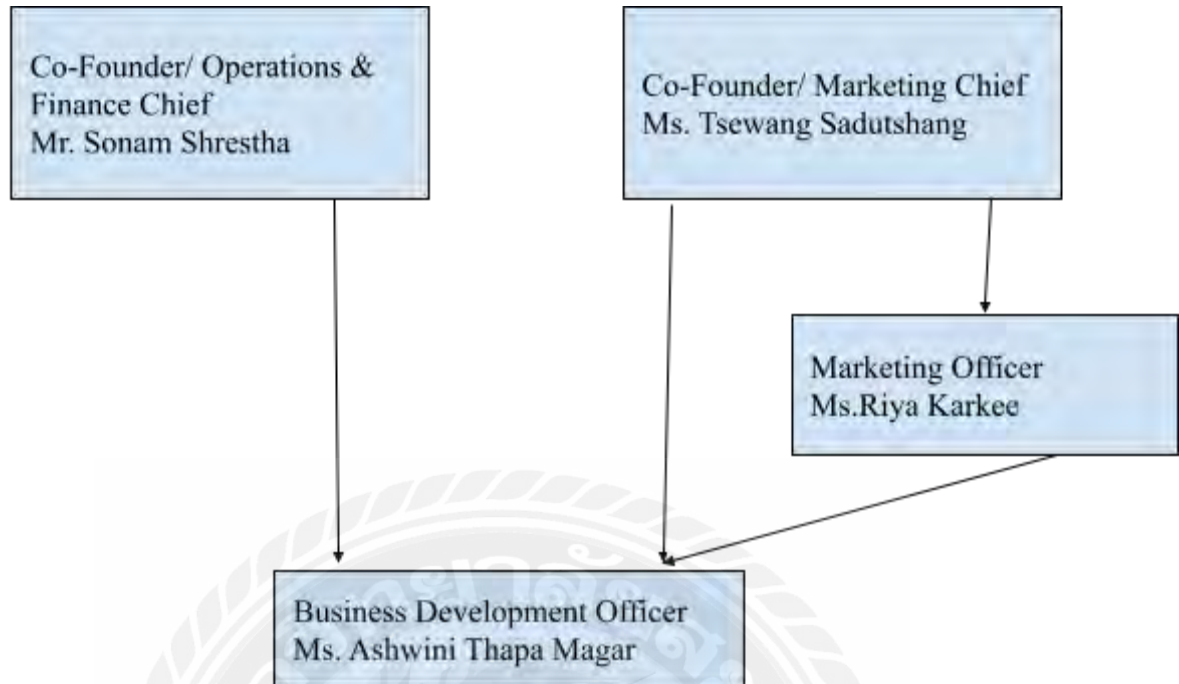 Co-Founder/ Operations &
Finance Chief
Mr. Sonam Shrestha
Co-Founder/ Marketing Chief
Ms. Tsewang Sadutshang
Marketing Officer
Ms.Riya Karkee
Business Development Officer
Ms. Ashwini Thapa Magar